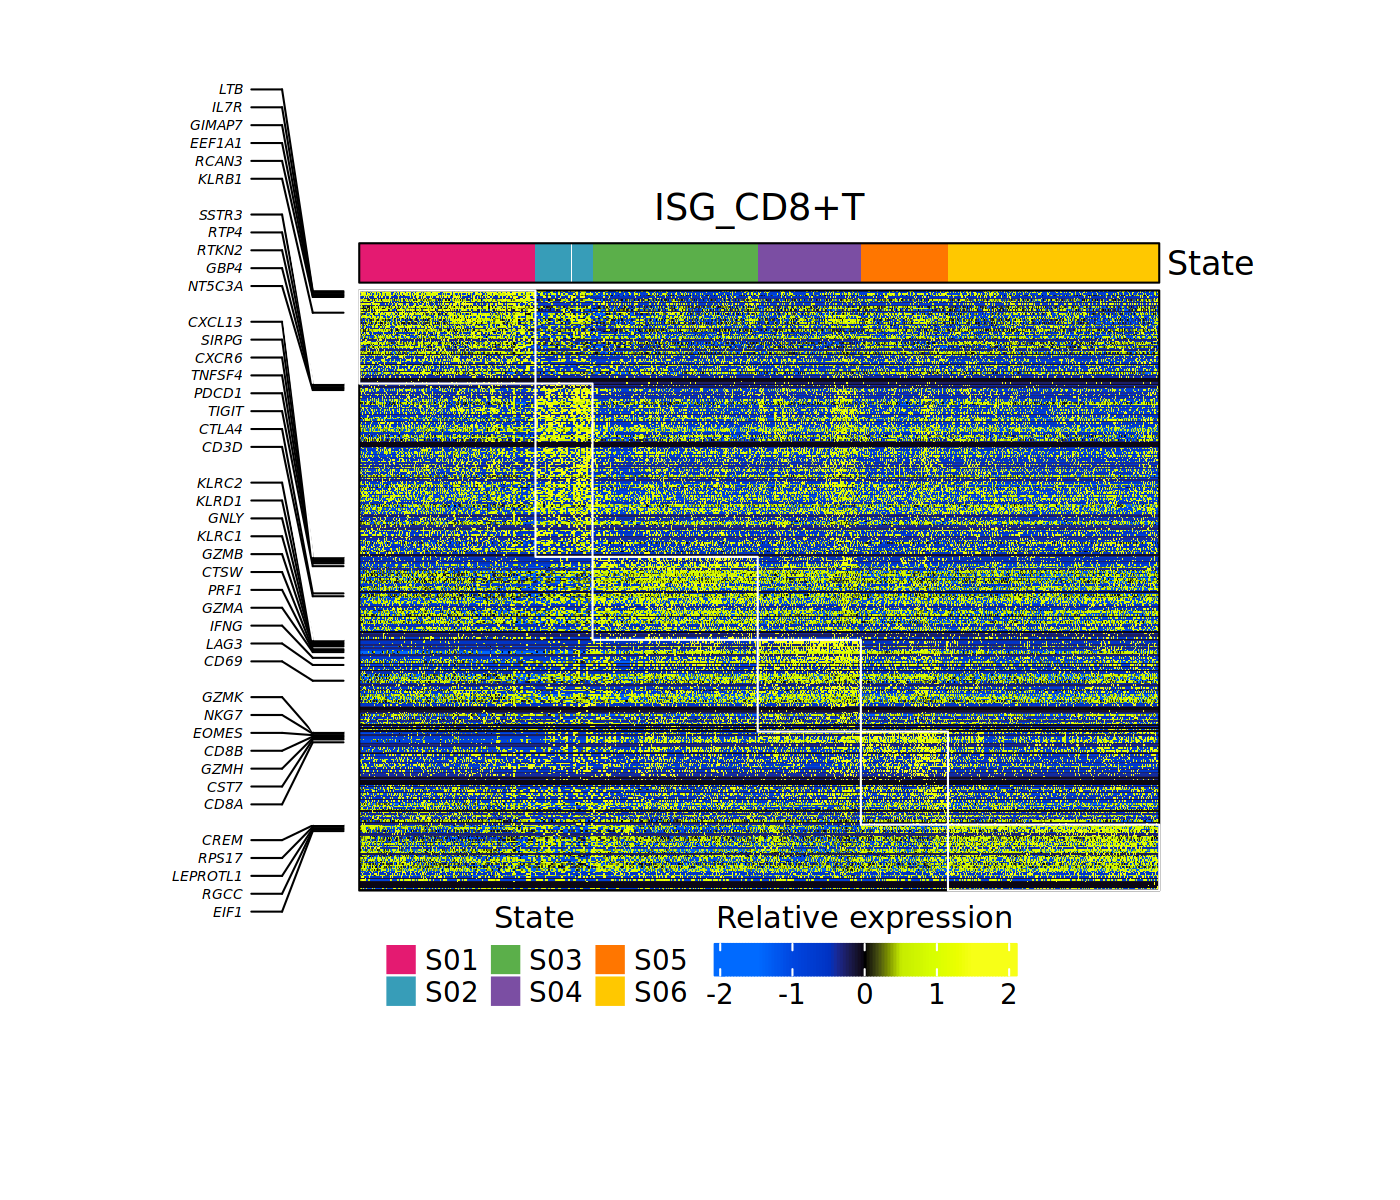 LTB
IL7R
GIMAP7
EEF1A1
RCAN3
KLRB1
SSTR3
RTP4
RTKN2
GBP4
NT5C3A
CXCL13
SIRPG
CXCR6
TNFSF4
PDCD1
TIGIT
CTLA4
CD3D
KLRC2
KLRD1
GNLY
KLRC1
GZMB
CTSW
PRF1
GZMA
IFNG
LAG3
CD69
GZMK
NKG7
EOMES
CD8B
GZMH
CST7
CD8A
CREM
RPS17
LEPROTL1
RGCC
EIF1
ISG_CD8+T
State
State
S01 S03 S05
S02 S04 S06
Relative expression
-2 -1 0 1 2